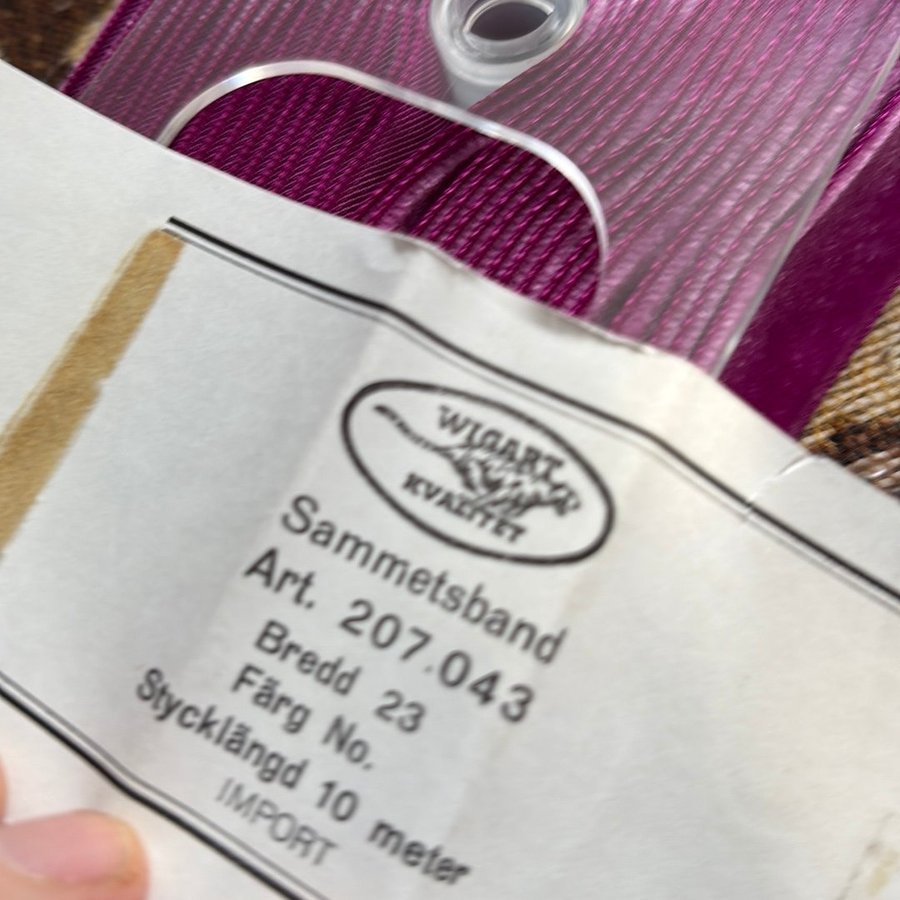 WIGART
KVALITET
Sammetsband
Art. 207.043
Bredd 23
Färg No.
Stycklängd 10 meter
IMPORT